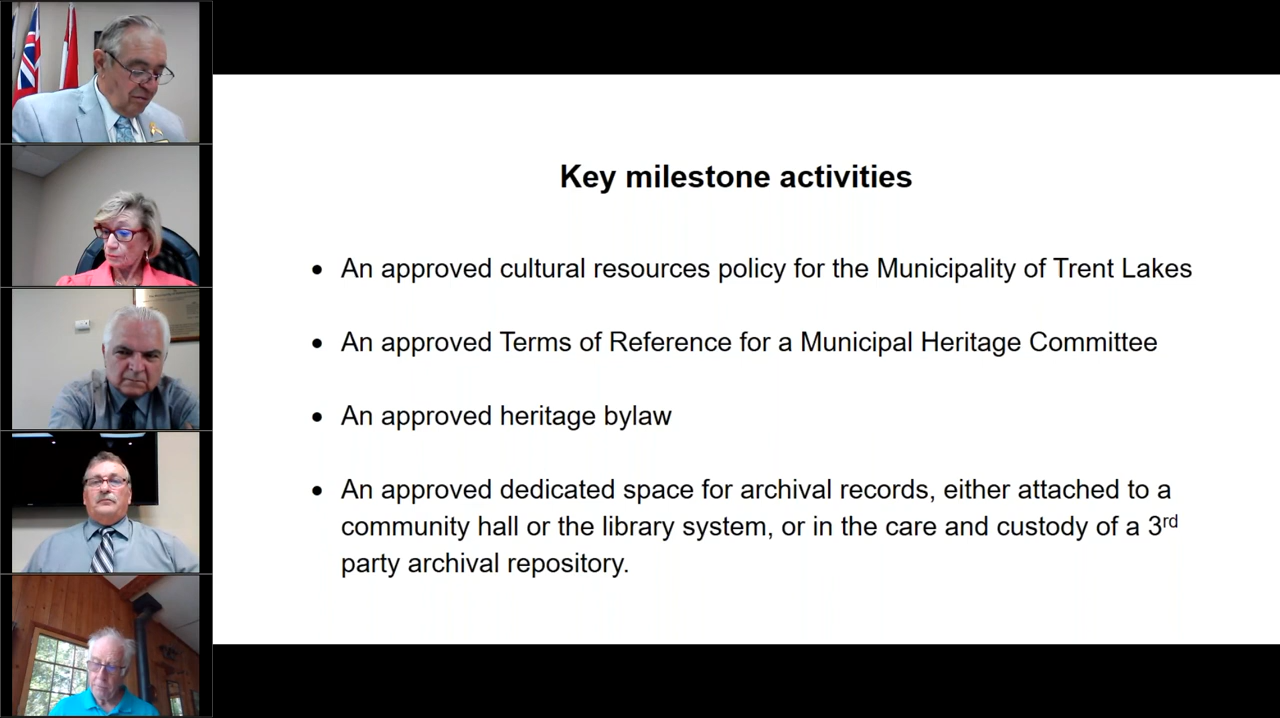 Key milestone activities
• An approved cultural resources policy for the Municipality of Trent Lakes
• An approved Terms of Reference for a Municipal Heritage Committee
• An approved heritage bylaw
• An approved dedicated space for archival records, either attached to a
community hall or the library system, or in the care and custody of a 3rd
party archival repository.